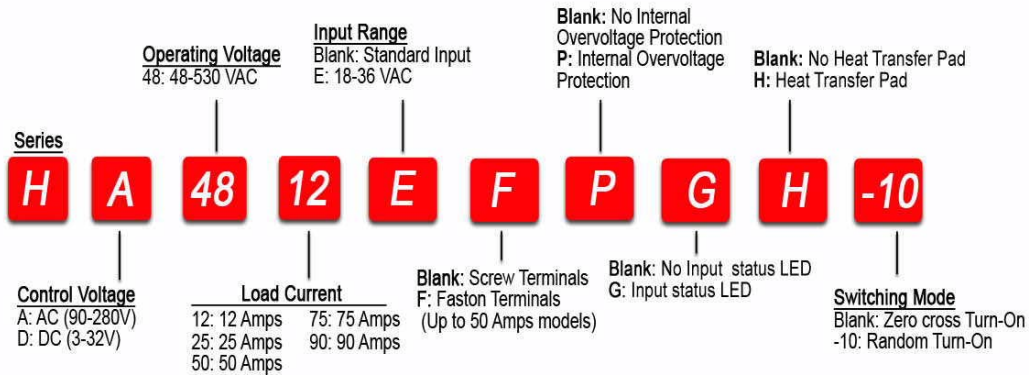 Operating Voltage
48: 48-530 VAC
Input Range
Blank: Standard Input
E: 18-36 VAC
Blank: No Internal
Overvoltage Protection
P: Internal Overvoltage
Protection
Blank: No Heat Transfer Pad
H: Heat Transfer Pad
Series
H A 48 12 E F P G H -10
Control Voltage
A: AC (90-280V)
D: DC (3-32V)
Load Current
12: 12 Amps 75: 75 Amps
25: 25 Amps 90: 90 Amps
50: 50 Amps
Blank: Screw Terminals
F: Faston Terminals
(Up to 50 Amps models)
Blank: No Input status LED
G: Input status LED
Switching Mode
Blank: Zero cross Turn-On
-10: Random Turn-On